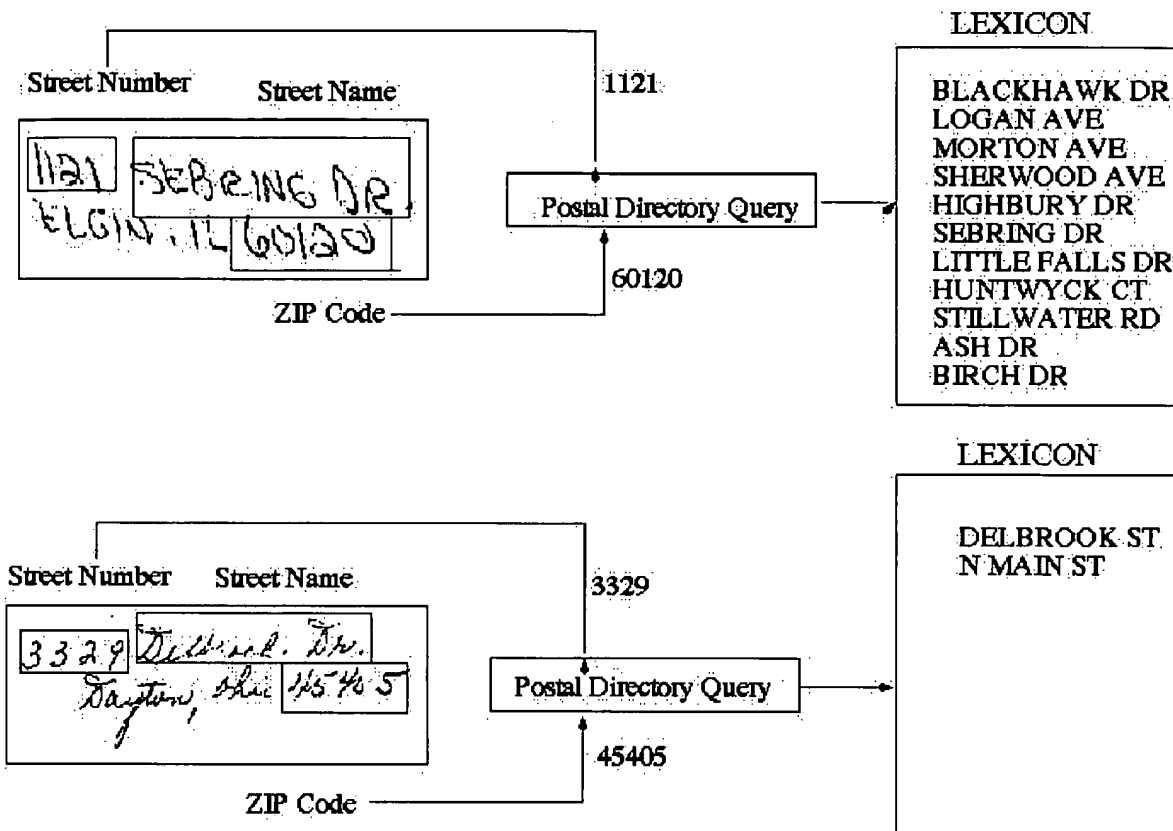 LEXICON
Street Number
Street Name
1121
1121 SEBRING DR.
ELGIN, IL 60120
Postal Directory Query
60120
ZIP Code
BLACKHAWK DR
LOGAN AVE
MORTON AVE
SHERWOOD AVE
HIGHBURY DR
SEBRING DR
LITTLE FALLS DR
HUNTWYCK CT
STILLWATER RD
ASH DR
BIRCH DR
LEXICON
Street Number
Street Name
3329
3329 Dr.
Dayton, Ohio 45405
Postal Directory Query
45405
ZIP Code
DELBROOK ST
N MAIN ST